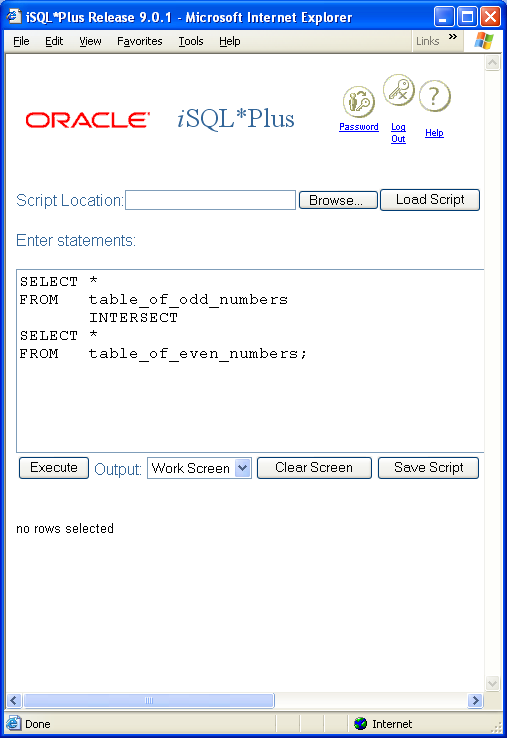 iSQL*Plus Release 9.0.1 - Microsoft Internet Explorer
File Edit View Favorites Tools Help Links »
ORACLE® iSQL*Plus
Password Log Out Help
Script Location: Browse... Load Script
Enter statements:
SELECT *
FROM   table_of_odd_numbers
       INTERSECT
SELECT *
FROM   table_of_even_numbers;
Execute Output: Work Screen Clear Screen Save Script
no rows selected
Done Internet